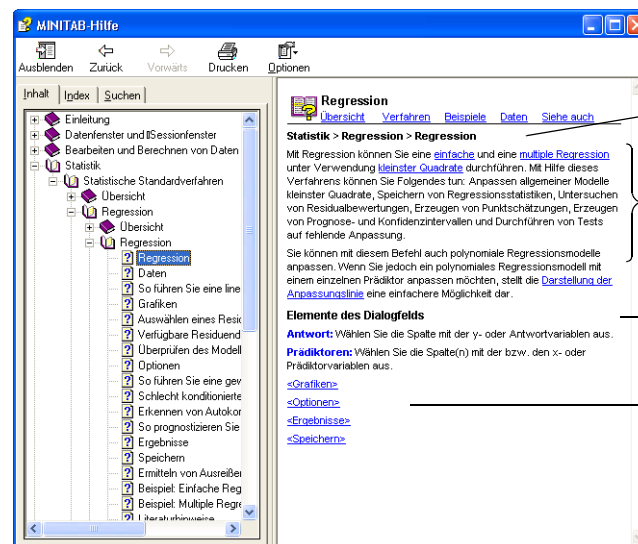 MINITAB-Hilfe
Ausblenden Zurück Vorwärts Drucken Optionen
Inhalt Index Suchen
Einleitung
Datenfenster und Sessionfenster
Bearbeiten und Berechnen von Daten
Statistik
Statistische Standardverfahren
Übersicht
Regression
Übersicht
Regression
Regression
Daten
So führen Sie eine line
Grafiken
Auswählen eines Resid
Verfügbare Residuend
Überprüfen des Modell
Optionen
So führen Sie eine gew
Schlecht konditionierte
Erkennen von Autokor
So prognostizieren Sie
Ergebnisse
Speichern
Ermitteln von Ausreißer
Beispiel: Einfache Reg
Beispiel: Multiple Regre
Literaturhinweise
Regression
Übersicht Verfahren Beispiele Daten Siehe auch
Statistik > Regression > Regression
Mit Regression können Sie eine einfache und eine multiple Regression
unter Verwendung kleinster Quadrate durchführen. Mit Hilfe dieses
Verfahrens können Sie Folgendes tun: Anpassen allgemeiner Modelle
kleinster Quadrate, Speichern von Regressionsstatistiken, Untersuchen
von Residualbewertungen, Erzeugen von Punktschätzungen, Erzeugen
von Prognose- und Konfidenzintervallen und Durchführen von Tests
auf fehlende Anpassung.
Sie können mit diesem Befehl auch polynomiale Regressionsmodelle
anpassen. Wenn Sie jedoch ein polynomiales Regressionsmodell mit
einem einzelnen Prädiktor anpassen möchten, stellt die Darstellung der
Anpassungslinie eine einfachere Möglichkeit dar.
Elemente des Dialogfelds
Antwort: Wählen Sie die Spalte mit der y- oder Antwortvariablen aus.
Prädiktoren: Wählen Sie die Spalte(n) mit der bzw. den x- oder
Prädiktorvariablen aus.
<Grafiken>
<Optionen>
<Ergebnisse>
<Speichern>